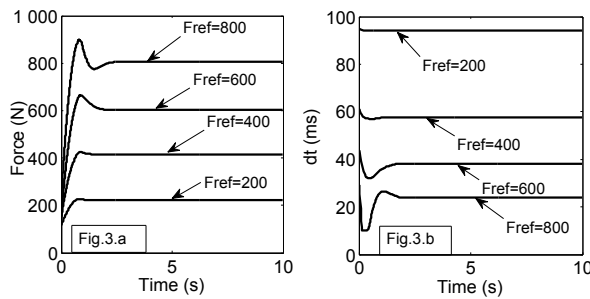 1 000
800
600
400
200
0
Force (N)
Fref=800
Fref=600
Fref=400
Fref=200
Fig.3.a
0
5
10
Time (s)
100
80
60
40
20
0
dt (ms)
Fref=200
Fref=400
Fref=600
Fref=800
Fig.3.b
0
5
10
Time (s)